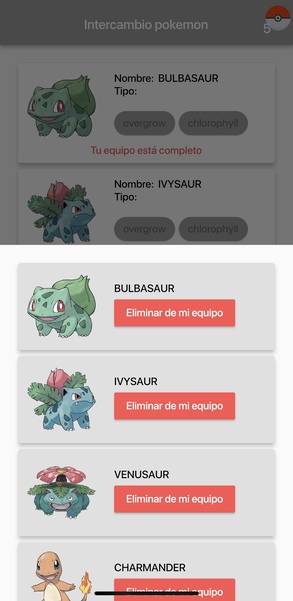 Intercambio pokemon
5
Nombre: BULBASAUR
Tipo:
overgrow chlorophyll
Tu equipo está completo
Nombre: IVYSAUR
Tipo:
overgrow chlorophyll
BULBASAUR
Eliminar de mi equipo
IVYSAUR
Eliminar de mi equipo
VENUSAUR
Eliminar de mi equipo
CHARMANDER
Eliminar de mi equipo